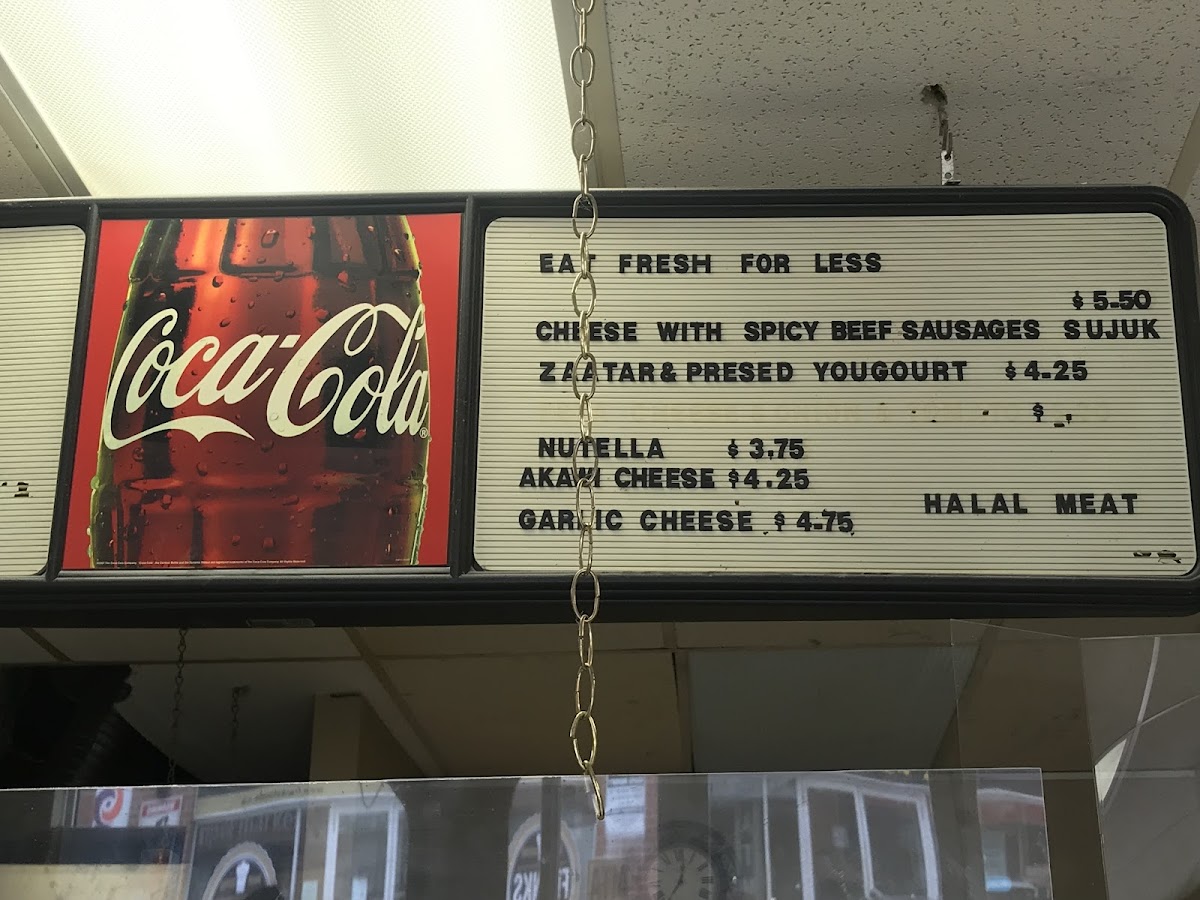 Coca-Cola
EAT FRESH FOR LESS
$5.50
CHEESE WITH SPICY BEEF SAUSAGES SUJUK
ZAATAR & PRESED YOUGOURT $4.25
$
NUTELLA $3.75
AKAWI CHEESE $4.25
GARLIC CHEESE $4.75
HALAL MEAT